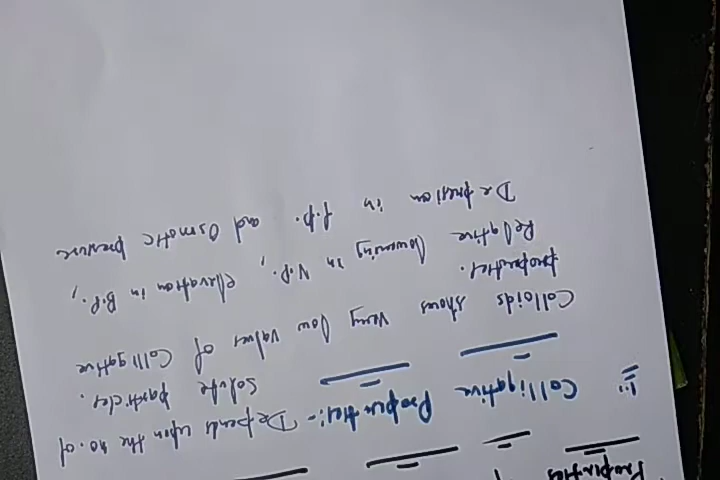 Properties
1:- Colligative Properties:- Depends upon the no. of
solute particles.
Colloids shows very low values of Colligative
properties.
Relative lowering in V.P., elevation in B.P.,
Depression in f.p. and Osmotic pressure